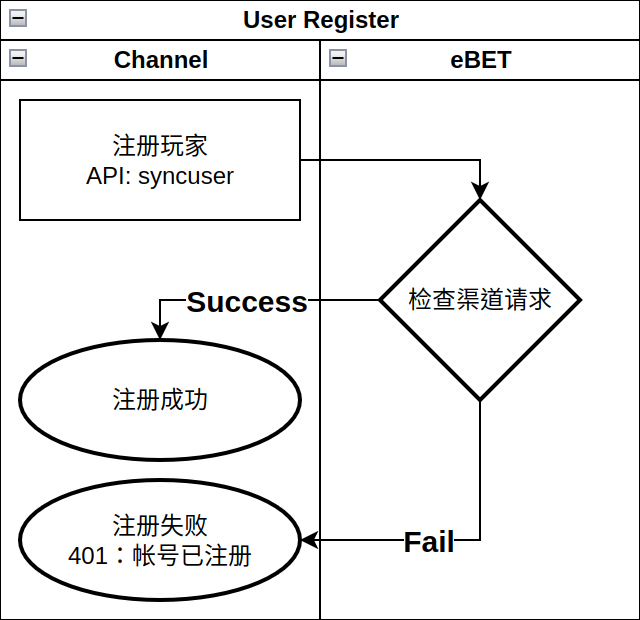 User Register
Channel
eBET
注册玩家
API: syncuser
检查渠道请求
Success
注册成功
注册失败
401：帐号已注册
Fail